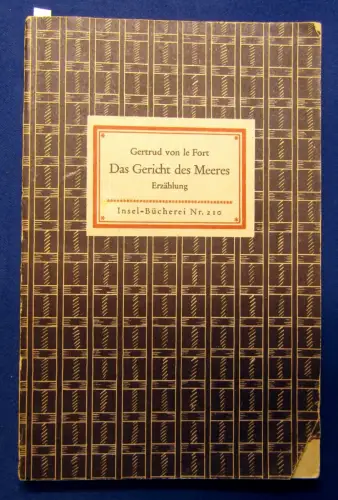 Gertrud von le Fort
Das Gericht des Meeres
Erzählung
Insel-Bücherei Nr. 210